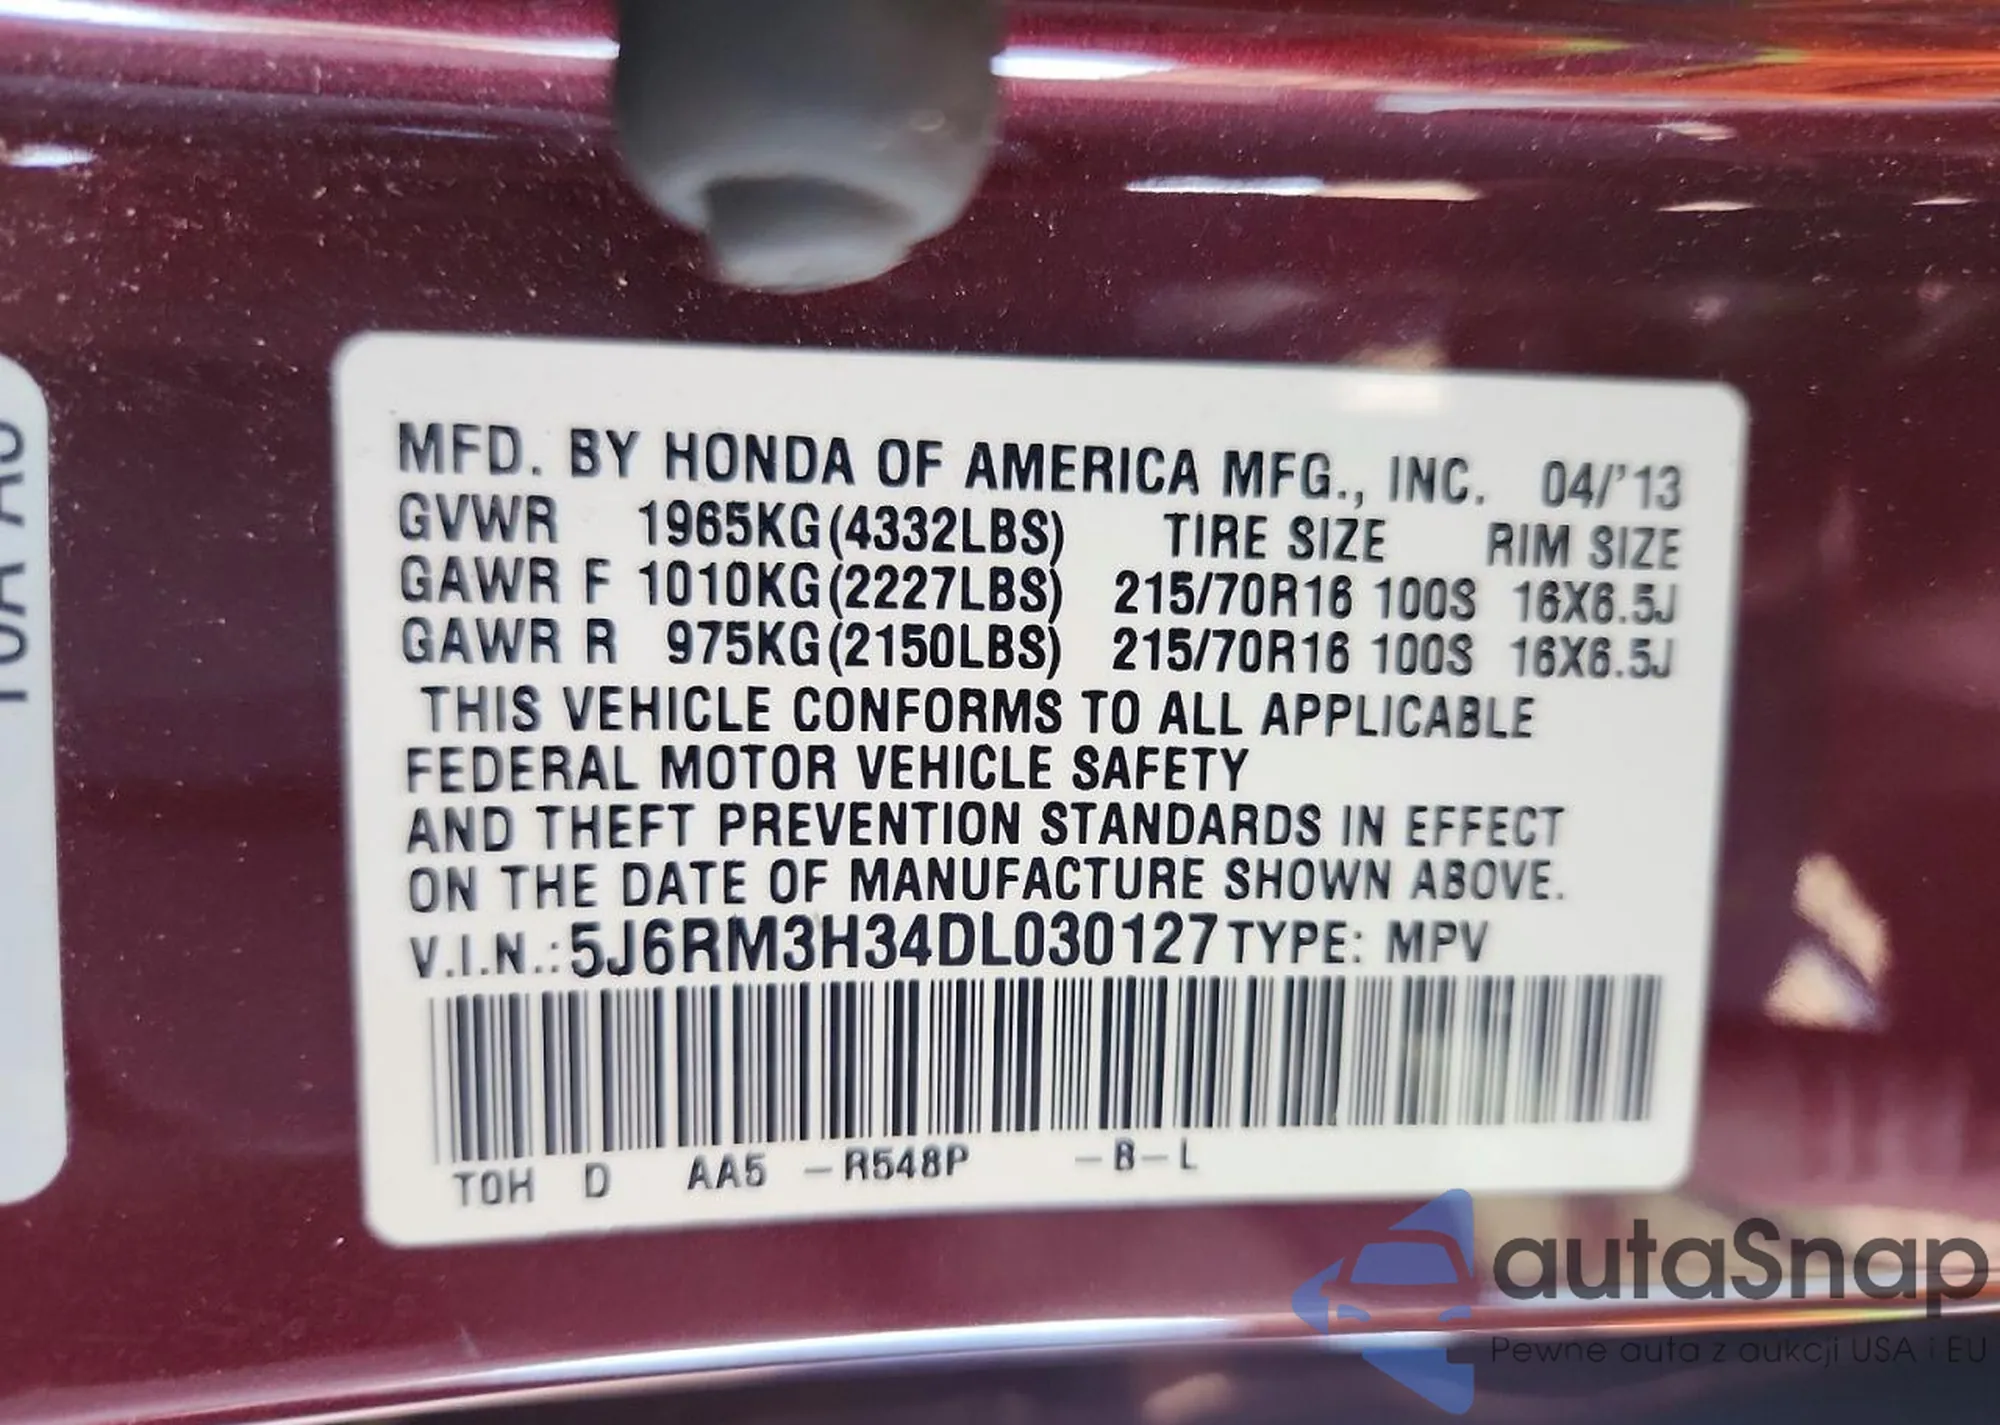 MFD. BY HONDA OF AMERICA MFG., INC. 04/'13
GVWR 1965KG(4332LBS) TIRE SIZE RIM SIZE
GAWR F 1010KG(2227LBS) 215/70R16 100S 16X6.5J
GAWR R 975KG(2150LBS) 215/70R16 100S 16X6.5J
THIS VEHICLE CONFORMS TO ALL APPLICABLE
FEDERAL MOTOR VEHICLE SAFETY
AND THEFT PREVENTION STANDARDS IN EFFECT
ON THE DATE OF MANUFACTURE SHOWN ABOVE.
V.I.N.:5J6RM3H34DL030127 TYPE: MPV
TOH D AA5 -R548P -B-L
autaSnap
Pewne auta z aukcji USA i EU